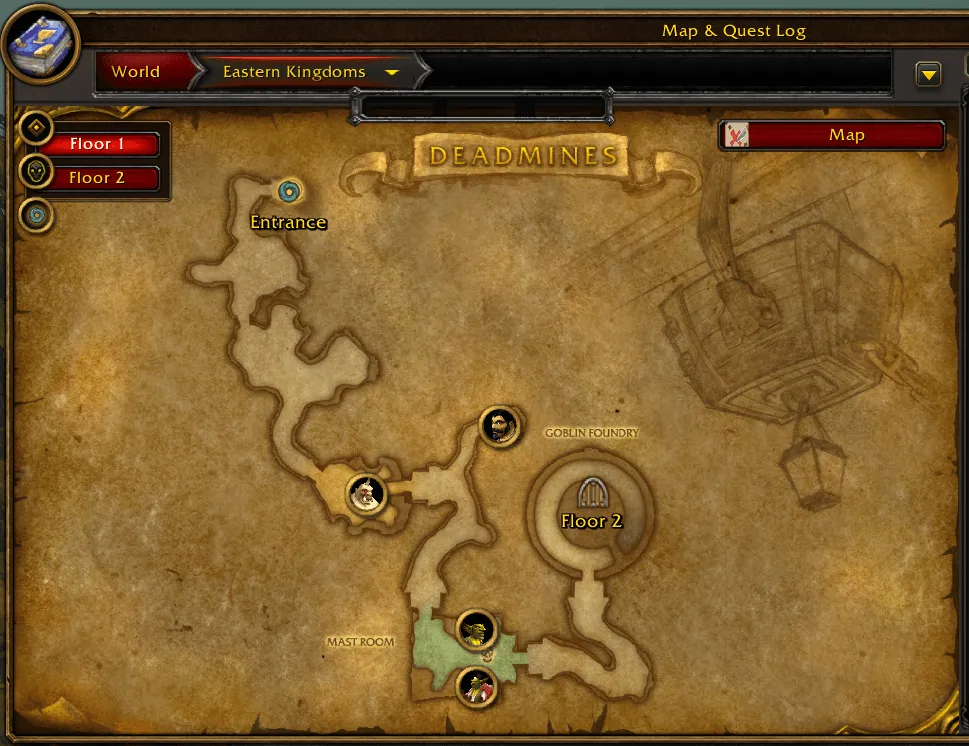 Map & Quest Log
World
Eastern Kingdoms
Floor 1
Floor 2
Map
DEADMINES
Entrance
GOBLIN FOUNDRY
Floor 2
MAST ROOM